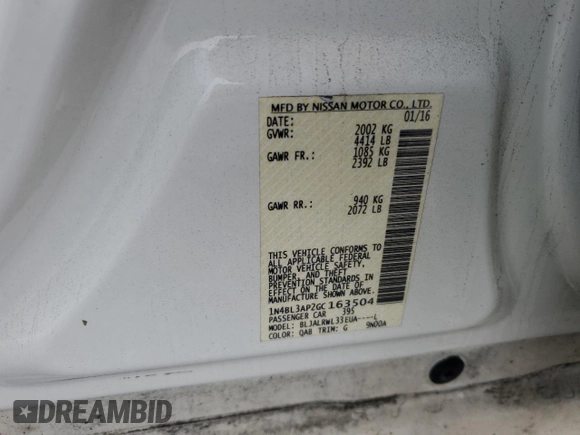 MFD BY NISSAN MOTOR CO., LTD.
DATE: 01/16
GVWR: 2002 KG
4414 LB
GAWR FR.: 1085 KG
2392 LB
GAWR RR.: 940 KG
2072 LB
THIS VEHICLE CONFORMS TO
ALL APPLICABLE FEDERAL
MOTOR VEHICLE SAFETY,
BUMPER, AND THEFT
PREVENTION STANDARDS IN
EFFECT ON THE DATE OF
MANUFACTURE SHOWN ABOVE.
1N4BL3AP2GC163504
PASSENGER CAR 395
MODEL: BLJALRWL33EUA----L
COLOR: QAB TRIM: G 9NDOA
DREAMBID